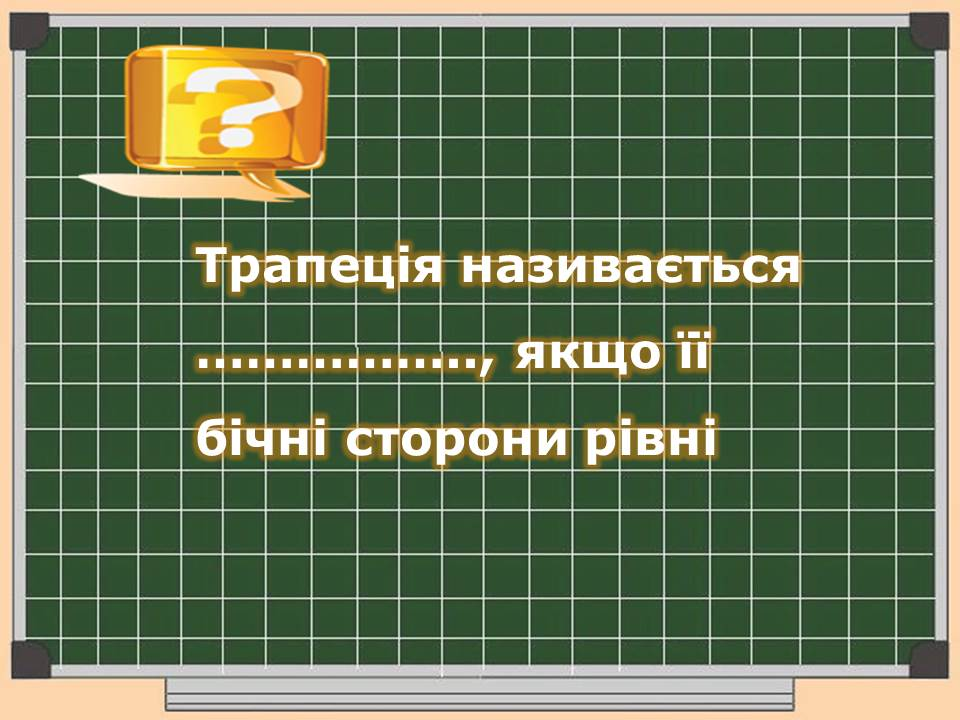 ?
Трапеція називається
................., якщо її
бічні сторони рівні